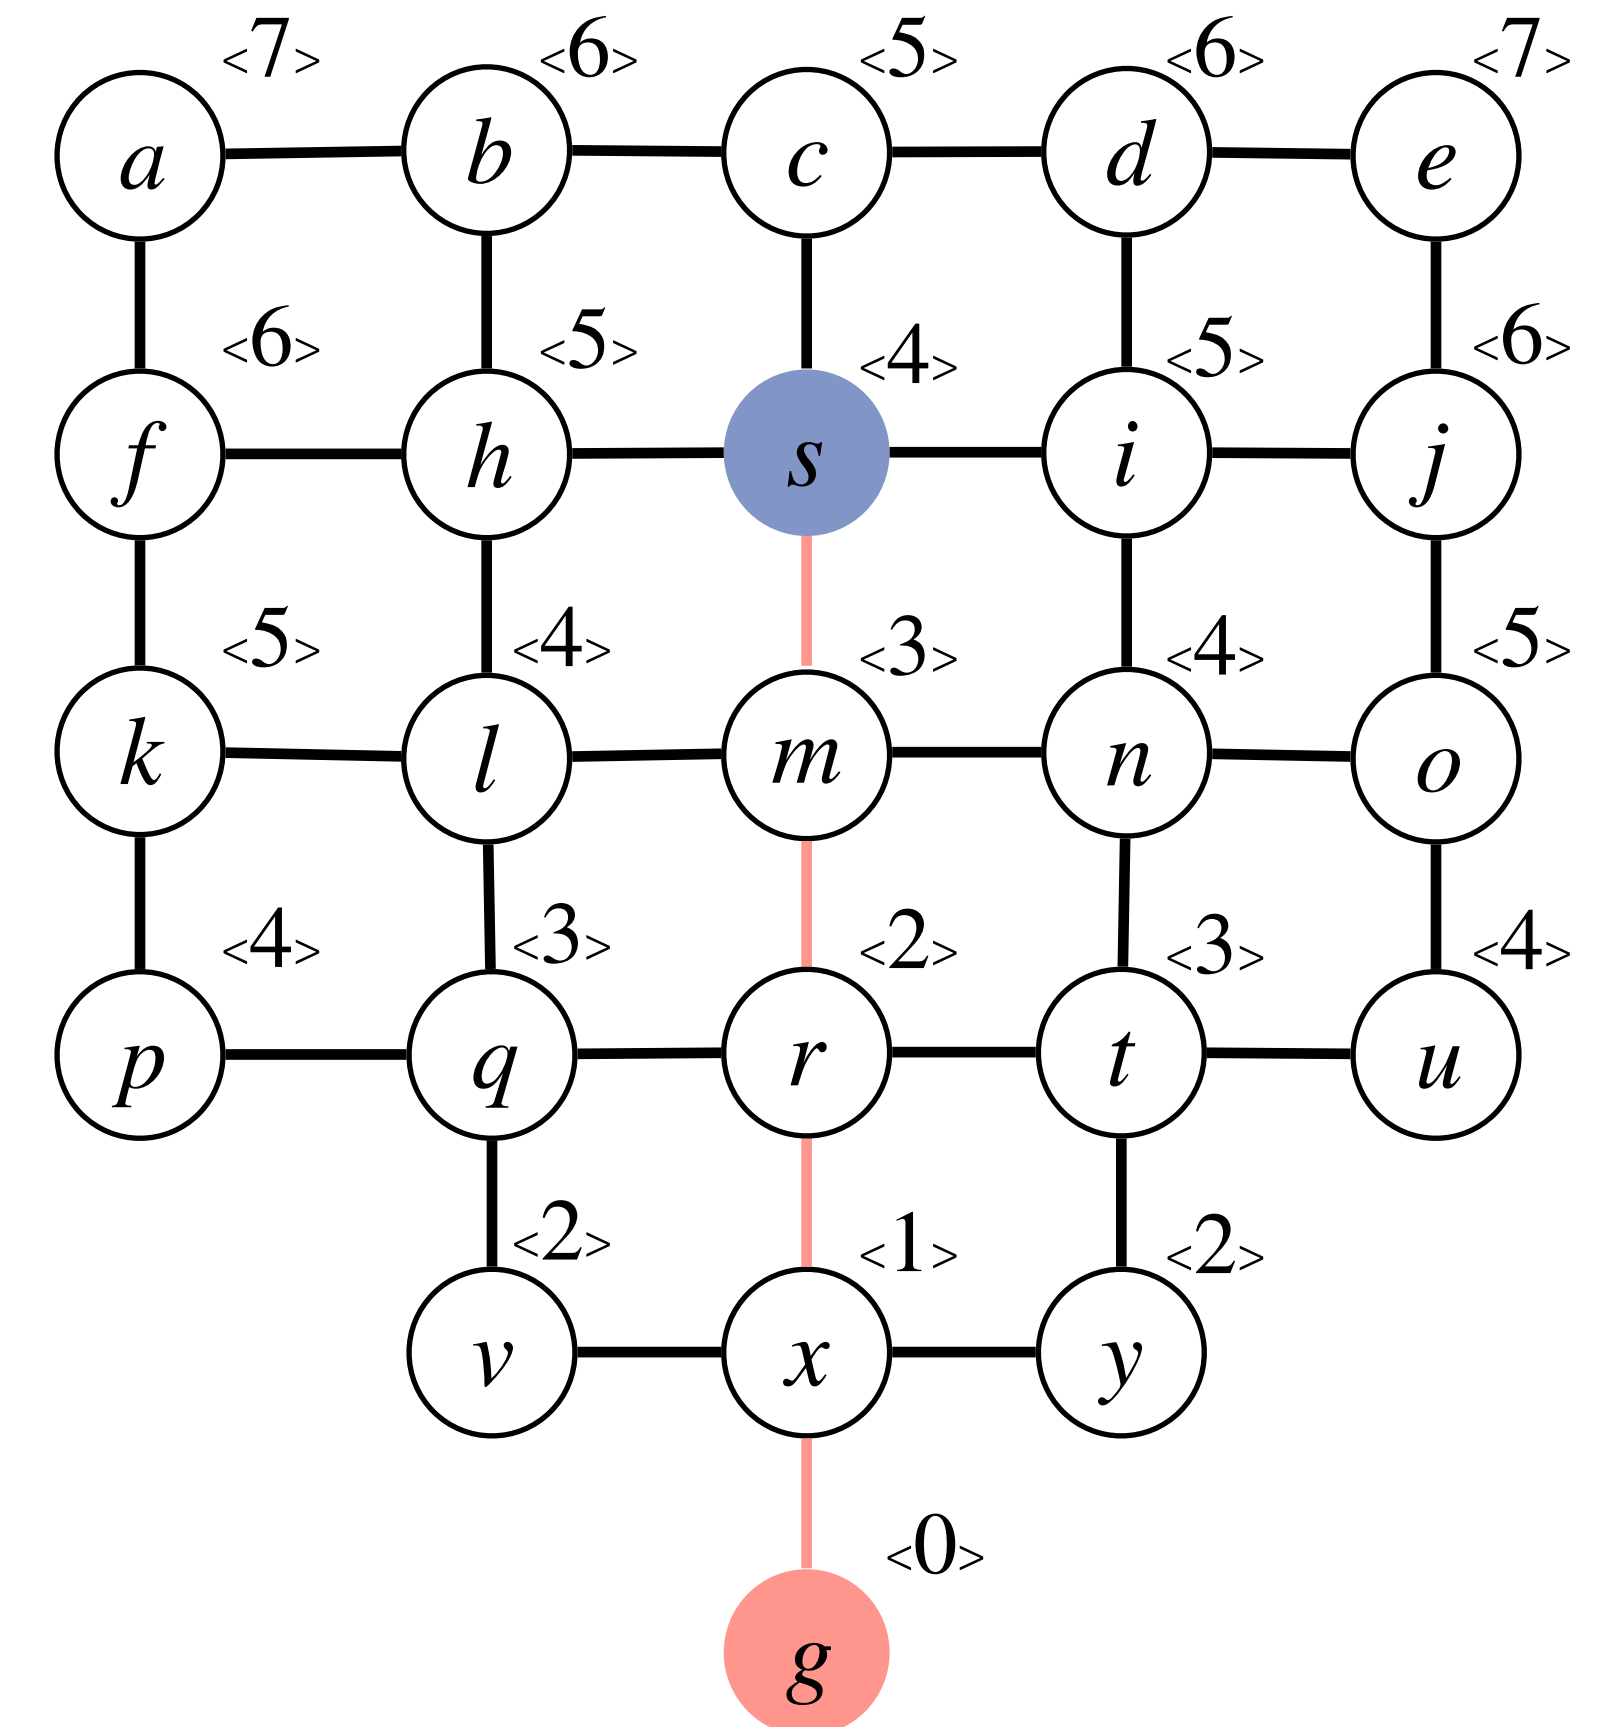 <7> <6> <5> <6> <7>
a b c d e
<6> <5> <4> <5> <6>
f h s i j
<5> <4> <3> <4> <5>
k l m n o
<4> <3> <2> <3> <4>
p q r t u
<2> <1> <2>
v x y
<0>
g